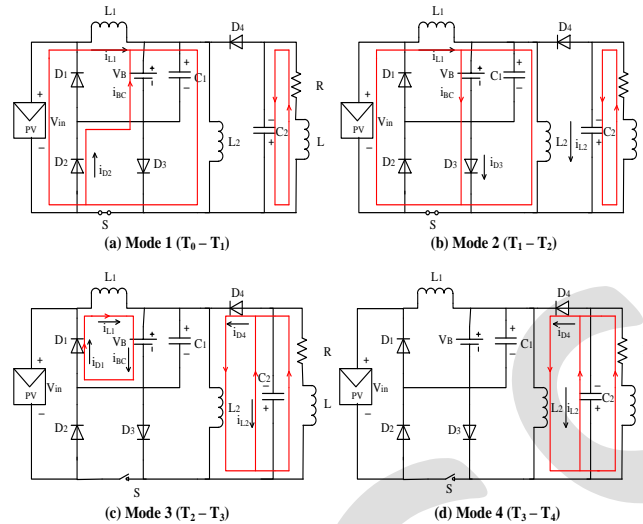 L1
D4
D1
iL1
VB
iBC
C1
R
Vin
PV
L2
C2
L
D2
iD2
D3
S
(a) Mode 1 (T0 – T1)
L1
D4
D1
iL1
VB
iBC
C1
R
Vin
PV
L2
iL2
C2
L
D2
D3
iD3
S
(b) Mode 2 (T1 – T2)
L1
D4
D1
iL1
iD1
VB
iBC
C1
iD4
R
Vin
PV
L2
iL2
C2
L
D2
D3
S
(c) Mode 3 (T2 – T3)
L1
D4
D1
VB
C1
iD4
R
Vin
PV
L2
iL2
C2
L
D2
D3
S
(d) Mode 4 (T3 – T4)